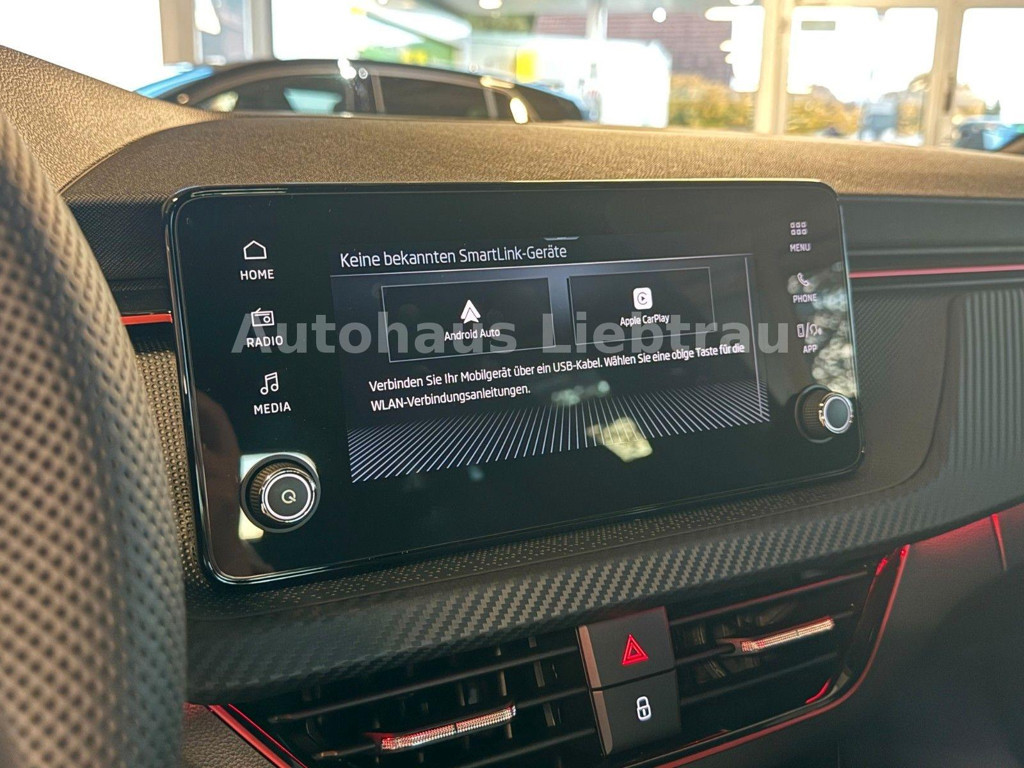 Keine bekannten SmartLink-Geräte
HOME
MENU
PHONE
Android Auto
Apple CarPlay
RADIO
APP
Autohaus Liebtrau
Verbinden Sie Ihr Mobilgerät über ein USB-Kabel. Wählen Sie eine obige Taste für die
WLAN-Verbindungsanleitungen.
MEDIA